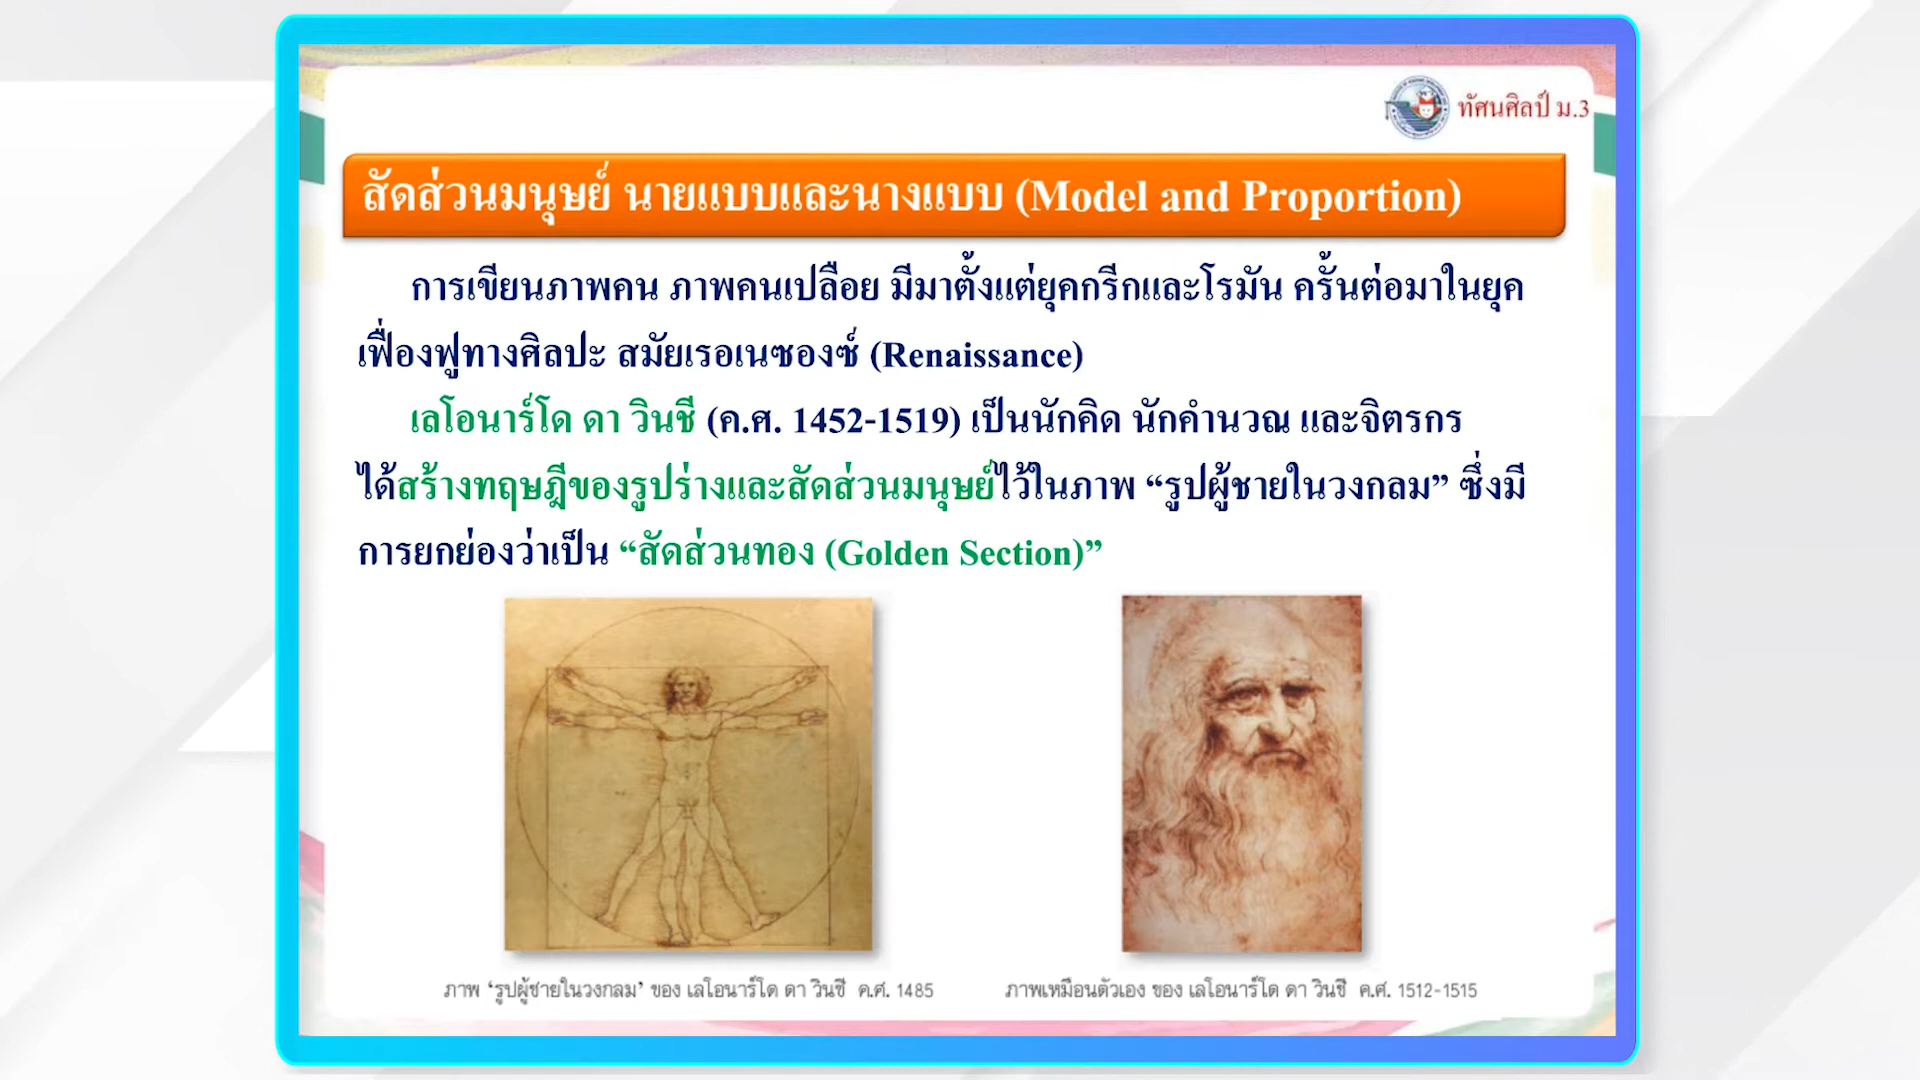 ทัศนศิลป์ ม.3
สัดส่วนมนุษย์ นายแบบและนางแบบ (Model and Proportion)
การเขียนภาพคน ภาพคนเปลือย มีมาตั้งแต่ยุคกรีกและโรมัน ครั้นต่อมาในยุค
เฟื่องฟูทางศิลปะ สมัยเรอเนซองซ์ (Renaissance)
เลโอนาร์โด ดา วินชี (ค.ศ. 1452-1519) เป็นนักคิด นักคำนวณ และจิตรกร
ได้สร้างทฤษฎีของรูปร่างและสัดส่วนมนุษย์ไว้ในภาพ “รูปผู้ชายในวงกลม” ซึ่งมี
การยกย่องว่าเป็น “สัดส่วนทอง (Golden Section)”
ภาพ ‘รูปผู้ชายในวงกลม’ ของ เลโอนาร์โด ดา วินชี ค.ศ. 1485
ภาพเหมือนตัวเอง ของ เลโอนาร์โด ดา วินชี ค.ศ. 1512-1515